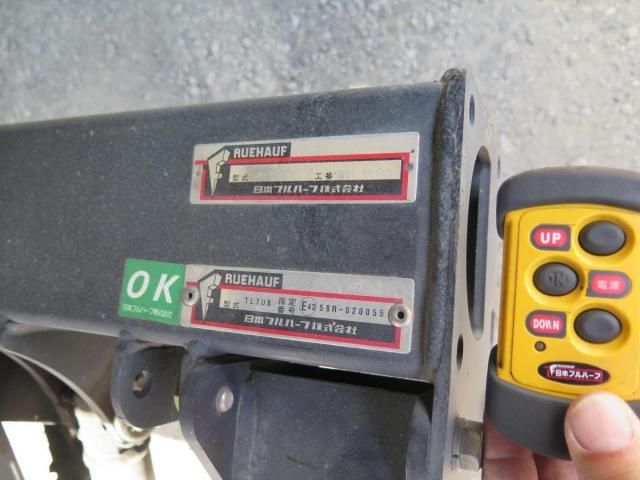 RUEHAUF
型式
工番
日本フルハーフ株式会社
OK
日本フルハーフ株式会社
RUEHAUF
型式 TL7UB 指定番号 E43 58R-020055
日本フルハーフ株式会社
UP
N
電源
DOWN
日本フルハーフ